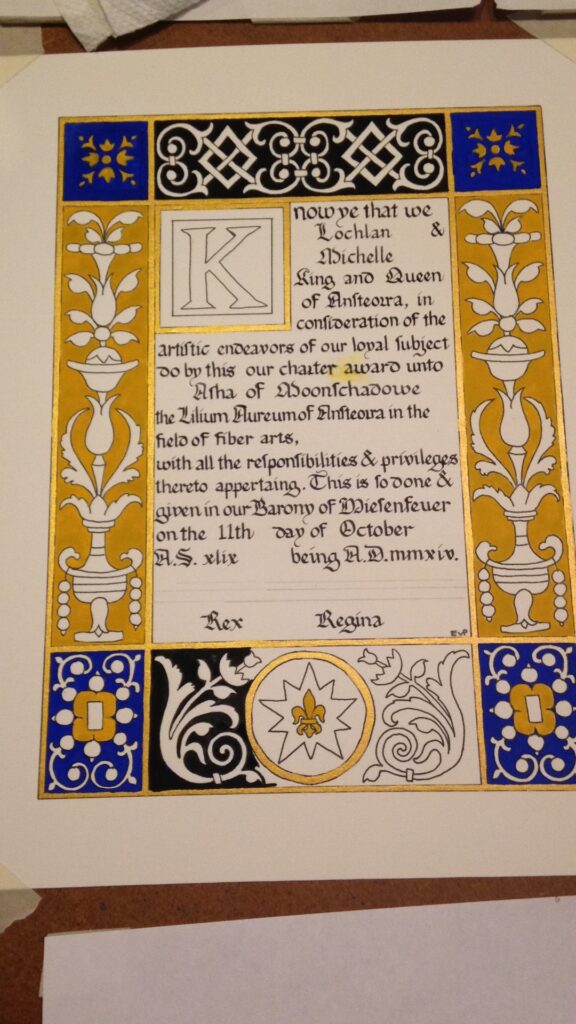 Know ye that we
Lochlan &
Michelle
King and Queen
of Ansteorra, in
consideration of the
artistic endeavors of our loyal subject
do by this our charter award unto
Asha of Moonschadowe
the Lilium Aureum of Ansteorra in the
field of fiber arts,
with all the responsibilities & privileges
thereto appertaing. This is so done &
given in our Barony of Wiesenfeuer
on the 11th day of October
A.S. xlix being A.D. mmxiv.
Rex Regina
EvP